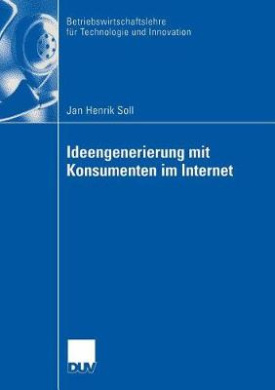 Betriebswirtschaftslehre
für Technologie und Innovation
Jan Henrik Soll
Ideengenerierung mit
Konsumenten im Internet
DUV